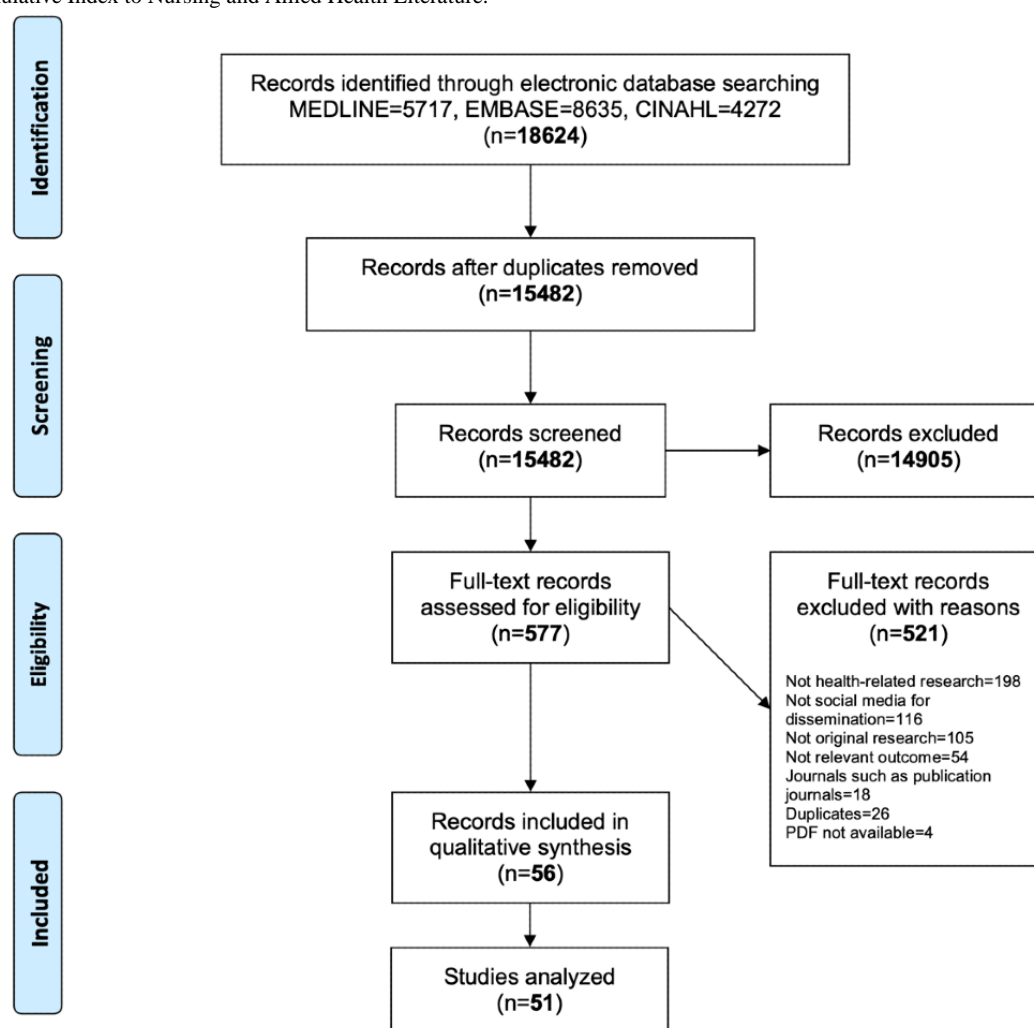 Index to Nursing and Allied Health Literature.
Identification
Records identified through electronic database searching
MEDLINE=5717, EMBASE=8635, CINAHL=4272
(n=18624)
Records after duplicates removed
(n=15482)
Screening
Records screened
(n=15482)
Records excluded
(n=14905)
Eligibility
Full-text records
assessed for eligibility
(n=577)
Full-text records
excluded with reasons
(n=521)
Not health-related research=198
Not social media for
dissemination=116
Not original research=105
Not relevant outcome=54
Journals such as publication
journals=18
Duplicates=26
PDF not available=4
Included
Records included in
qualitative synthesis
(n=56)
Studies analyzed
(n=51)